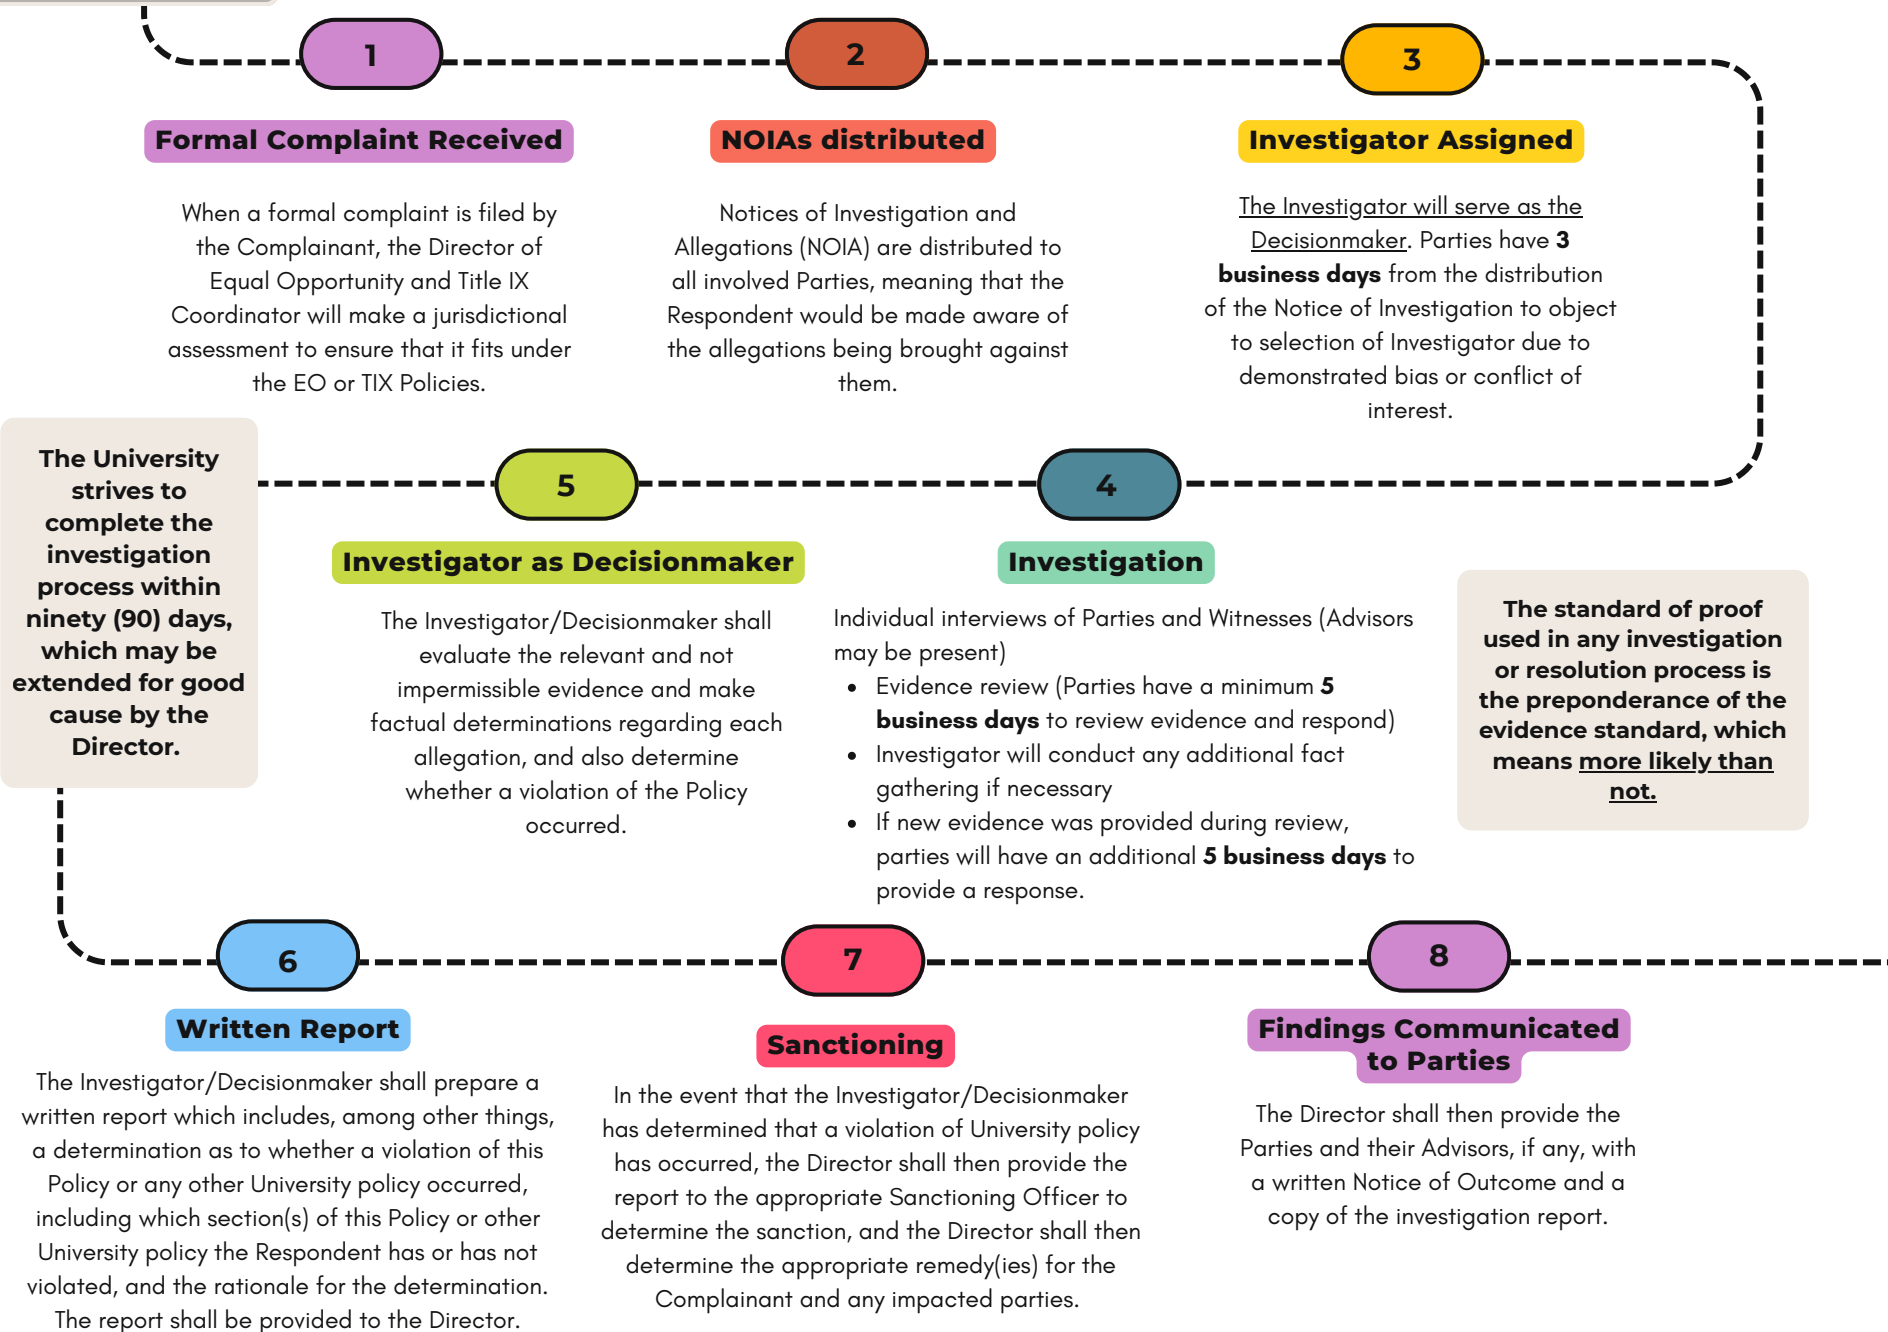 1
Formal Complaint Received
When a formal complaint is filed by
the Complainant, the Director of
Equal Opportunity and Title IX
Coordinator will make a jurisdictional
assessment to ensure that it fits under
the EO or TIX Policies.
2
NOIAs distributed
Notices of Investigation and
Allegations (NOIA) are distributed to
all involved Parties, meaning that the
Respondent would be made aware of
the allegations being brought against
them.
3
Investigator Assigned
The Investigator will serve as the
Decisionmaker. Parties have 3
business days from the distribution
of the Notice of Investigation to object
to selection of Investigator due to
demonstrated bias or conflict of
interest.
4
Investigation
Individual interviews of Parties and Witnesses (Advisors
may be present)
• Evidence review (Parties have a minimum 5
business days to review evidence and respond)
• Investigator will conduct any additional fact
gathering if necessary
• If new evidence was provided during review,
parties will have an additional 5 business days to
provide a response.
The standard of proof
used in any investigation
or resolution process is
the preponderance of the
evidence standard, which
means more likely than
not.
5
Investigator as Decisionmaker
The Investigator/Decisionmaker shall
evaluate the relevant and not
impermissible evidence and make
factual determinations regarding each
allegation, and also determine
whether a violation of the Policy
occurred.
The University
strives to
complete the
investigation
process within
ninety (90) days,
which may be
extended for good
cause by the
Director.
6
Written Report
The Investigator/Decisionmaker shall prepare a
written report which includes, among other things,
a determination as to whether a violation of this
Policy or any other University policy occurred,
including which section(s) of this Policy or other
University policy the Respondent has or has not
violated, and the rationale for the determination.
The report shall be provided to the Director.
7
Sanctioning
In the event that the Investigator/Decisionmaker
has determined that a violation of University policy
has occurred, the Director shall then provide the
report to the appropriate Sanctioning Officer to
determine the sanction, and the Director shall then
determine the appropriate remedy(ies) for the
Complainant and any impacted parties.
8
Findings Communicated
to Parties
The Director shall then provide the
Parties and their Advisors, if any, with
a written Notice of Outcome and a
copy of the investigation report.